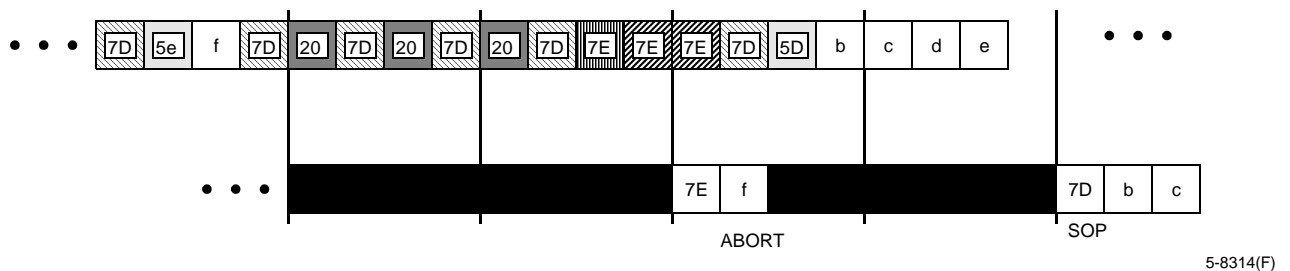 • • • 7D 5e f 7D 20 7D 20 7D 20 7D 7E 7E 7E 7D 5D b c d e • • •
• • • 7E f 7D b c
ABORT SOP
5-8314(F)